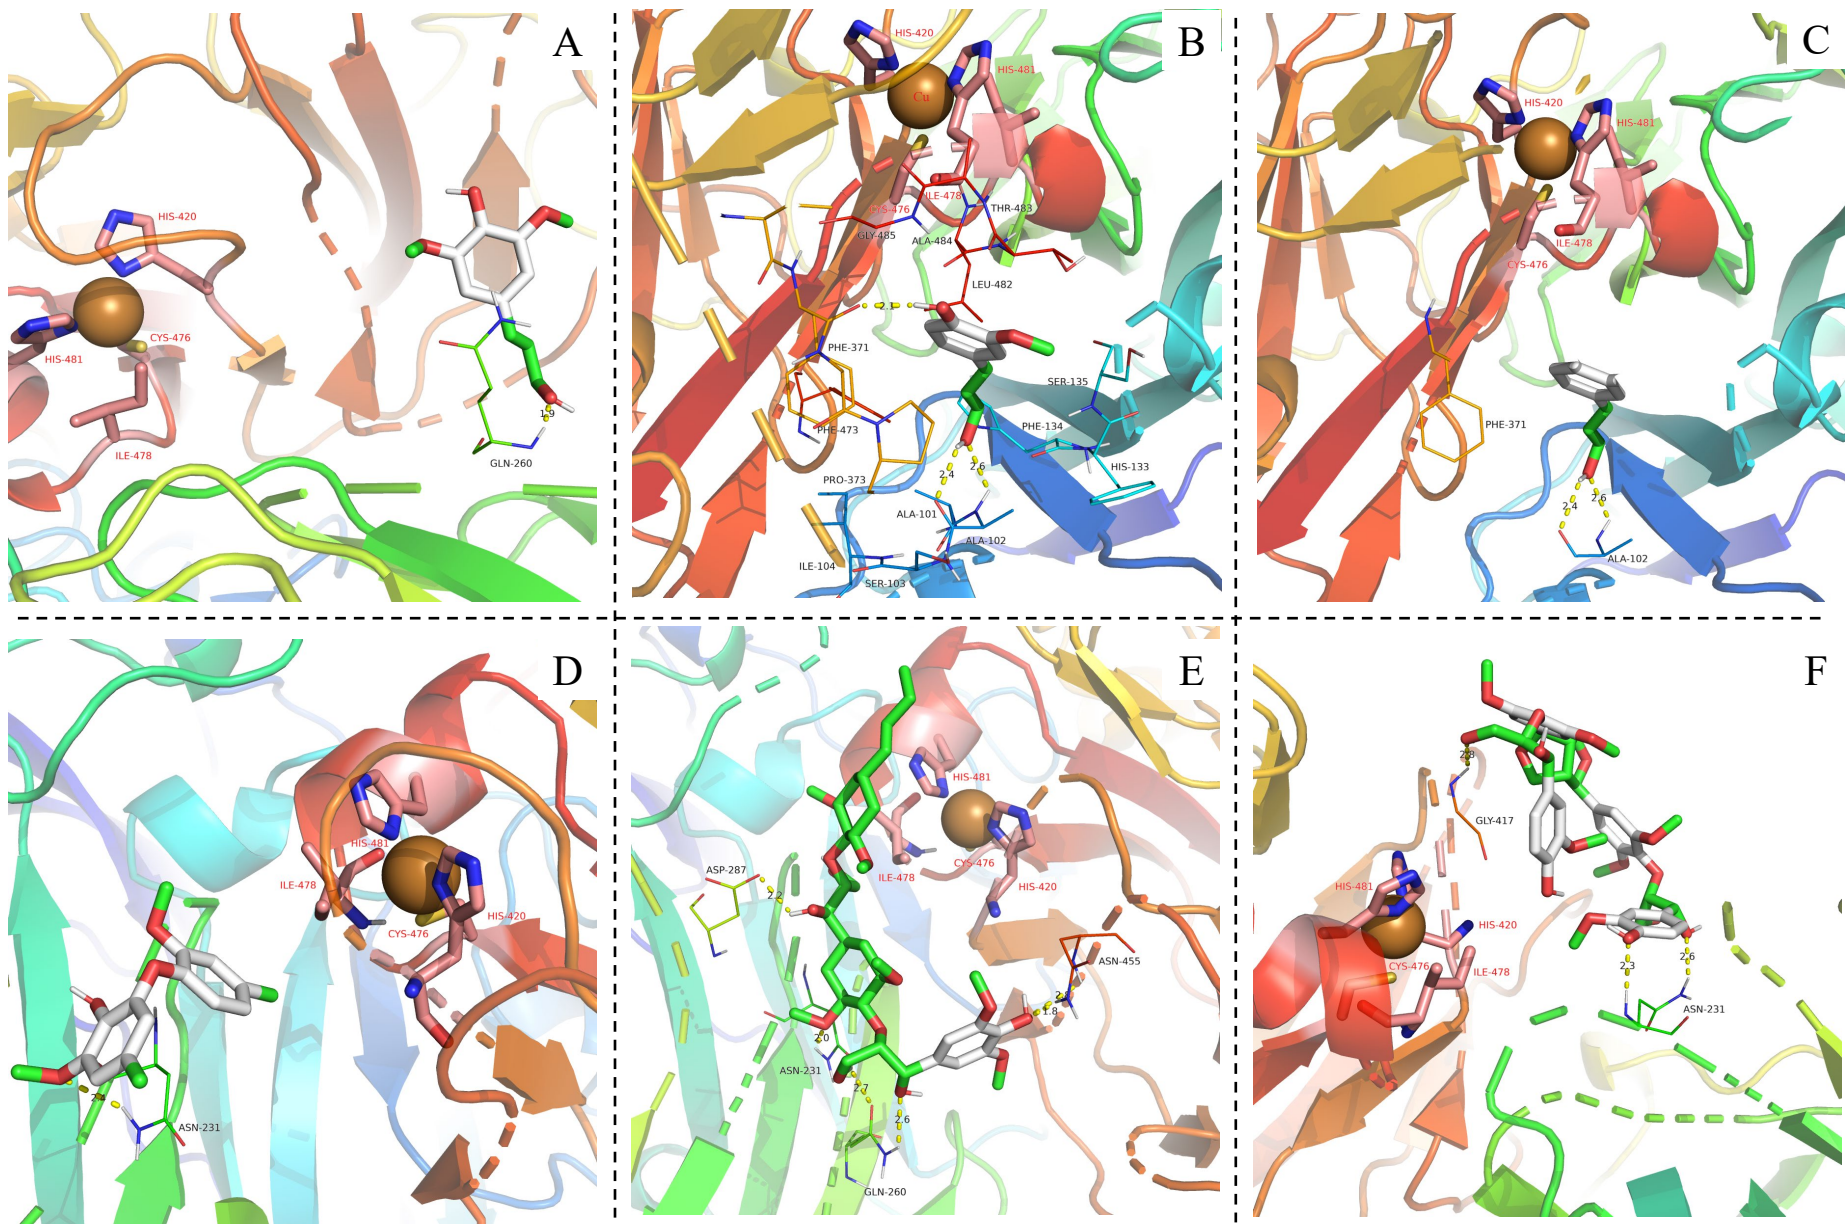 A
HIS-420
CYS-476
HIS-481
ILE-478
1.9
GLN-260
B
HIS-420
Cu
HIS-481
ILE-478
CYS-476
THR-483
GLY-485
ALA-484
LEU-482
2.1
PHE-371
SER-135
PHE-473
PHE-134
HIS-133
2.4
2.6
PRO-373
ALA-101
ALA-102
ILE-104
SER-103
C
HIS-420
HIS-481
ILE-478
CYS-476
PHE-371
2.4
2.6
ALA-102
D
HIS-481
ILE-478
HIS-420
CYS-476
2.4
ASN-231
E
HIS-481
CYS-476
ILE-478
HIS-420
ASP-287
2.2
ASN-455
1.8
2.0
ASN-231
2.7
2.6
GLN-260
F
2.8
GLY-417
HIS-481
HIS-420
CYS-476
ILE-478
2.3
2.6
ASN-231